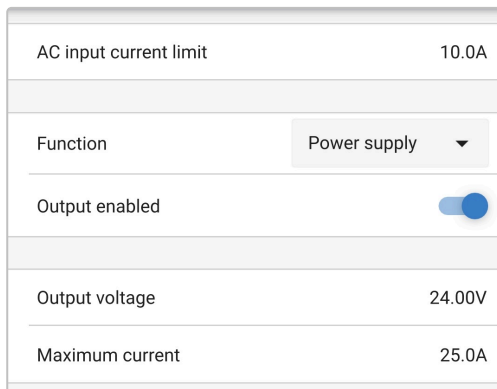 AC input current limit 10.0A
Function Power supply
Output enabled
Output voltage 24.00V
Maximum current 25.0A